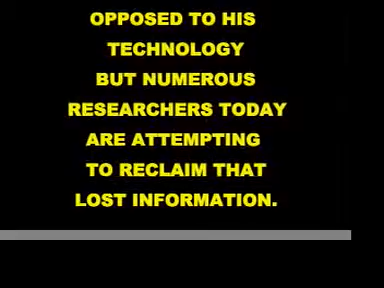 OPPOSED TO HIS
TECHNOLOGY
BUT NUMEROUS
RESEARCHERS TODAY
ARE ATTEMPTING
TO RECLAIM THAT
LOST INFORMATION.